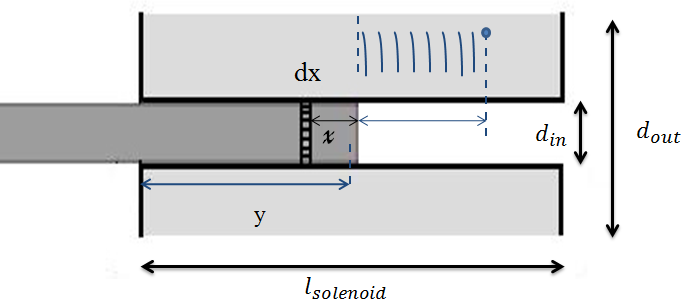 dx
𝓍
d_in
d_out
y
l_solenoid